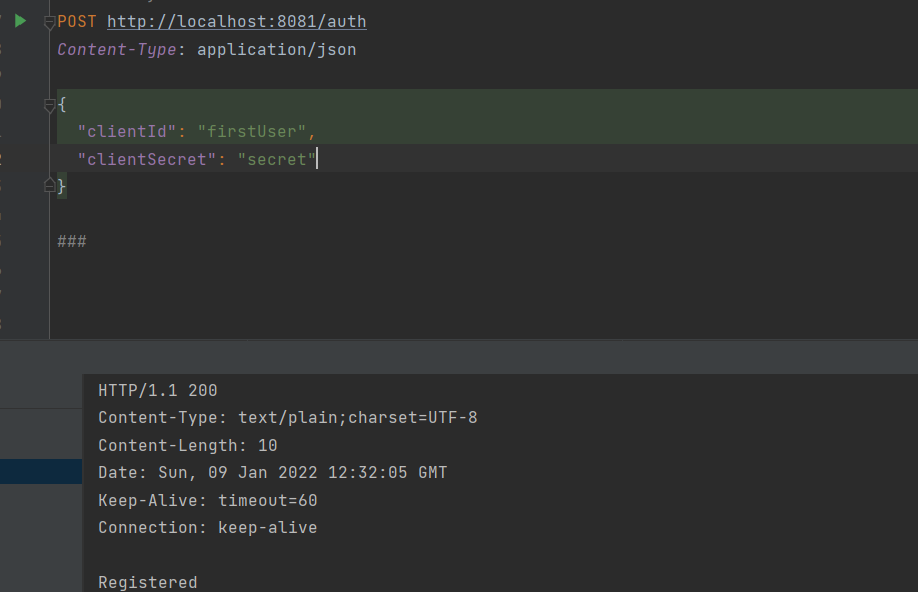 POST http://localhost:8081/auth
Content-Type: application/json
{
"clientId": "firstUser",
"clientSecret": "secret"
}
###
HTTP/1.1 200
Content-Type: text/plain;charset=UTF-8
Content-Length: 10
Date: Sun, 09 Jan 2022 12:32:05 GMT
Keep-Alive: timeout=60
Connection: keep-alive
Registered